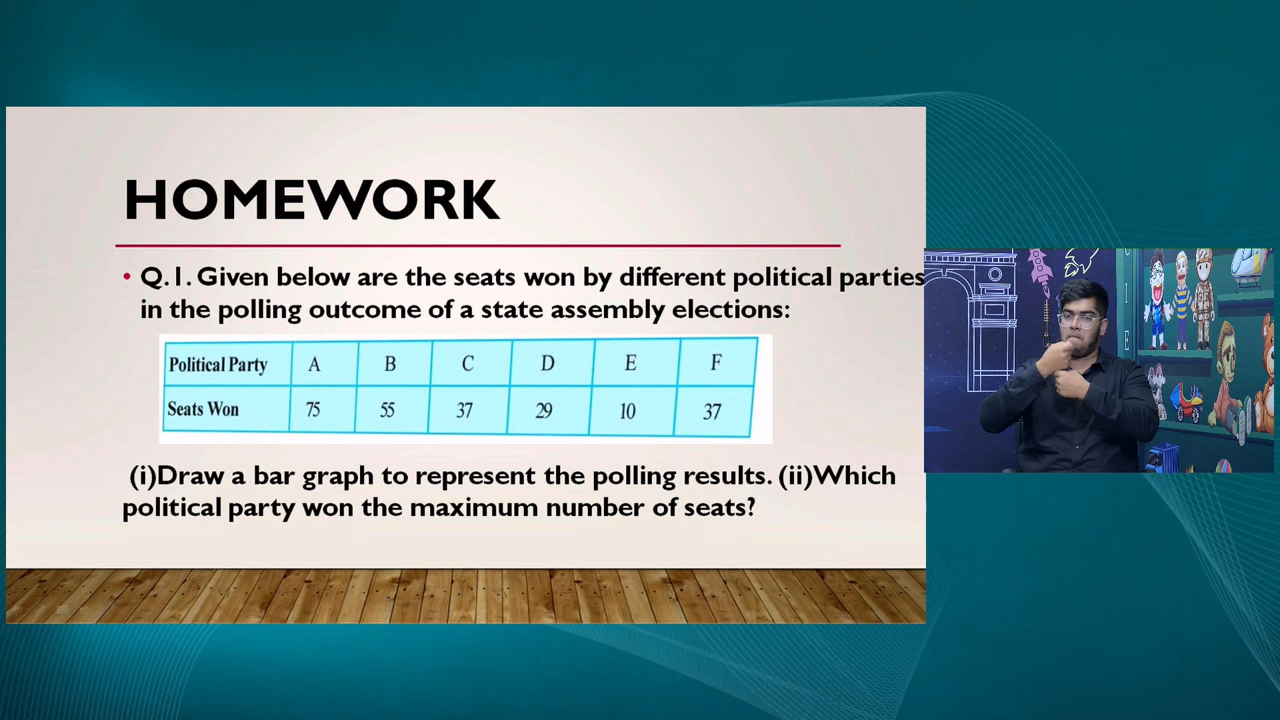 HOMEWORK
• Q.1. Given below are the seats won by different political parties
in the polling outcome of a state assembly elections:
Political Party A B C D E F
Seats Won 75 55 37 29 10 37
(i)Draw a bar graph to represent the polling results. (ii)Which
political party won the maximum number of seats?
C
I
E